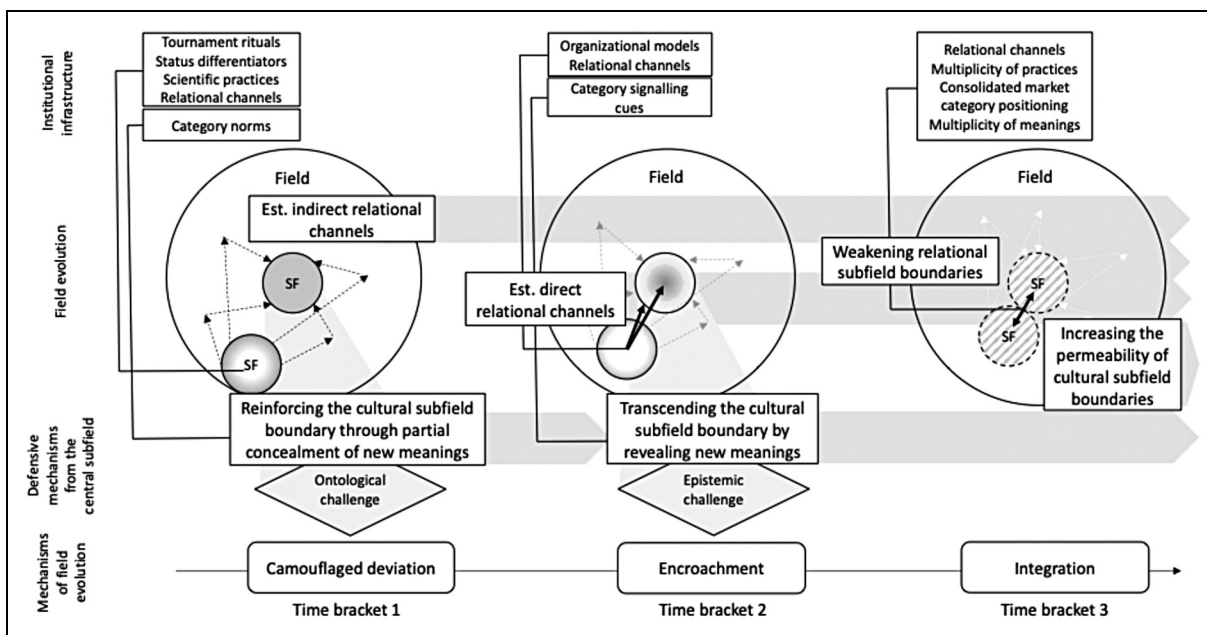 Institutional
infrastructure
Tournament rituals
Status differentiators
Scientific practices
Relational channels
Category norms
Organizational models
Relational channels
Category signalling
cues
Relational channels
Multiplicity of practices
Consolidated market
category positioning
Multiplicity of meanings
Field evolution
Field
Est. indirect relational
channels
SF
SF
Field
Est. direct
relational channels
Field
Weakening relational
subfield boundaries
SF
SF
Increasing the
permeability of
cultural subfield
boundaries
Defensive
mechanisms
from the
central subfield
Reinforcing the cultural subfield
boundary through partial
concealment of new meanings
Ontological
challenge
Transcending the cultural
subfield boundary by
revealing new meanings
Epistemic
challenge
Mechanisms
of field
evolution
Camouflaged deviation
Encroachment
Integration
Time bracket 1
Time bracket 2
Time bracket 3